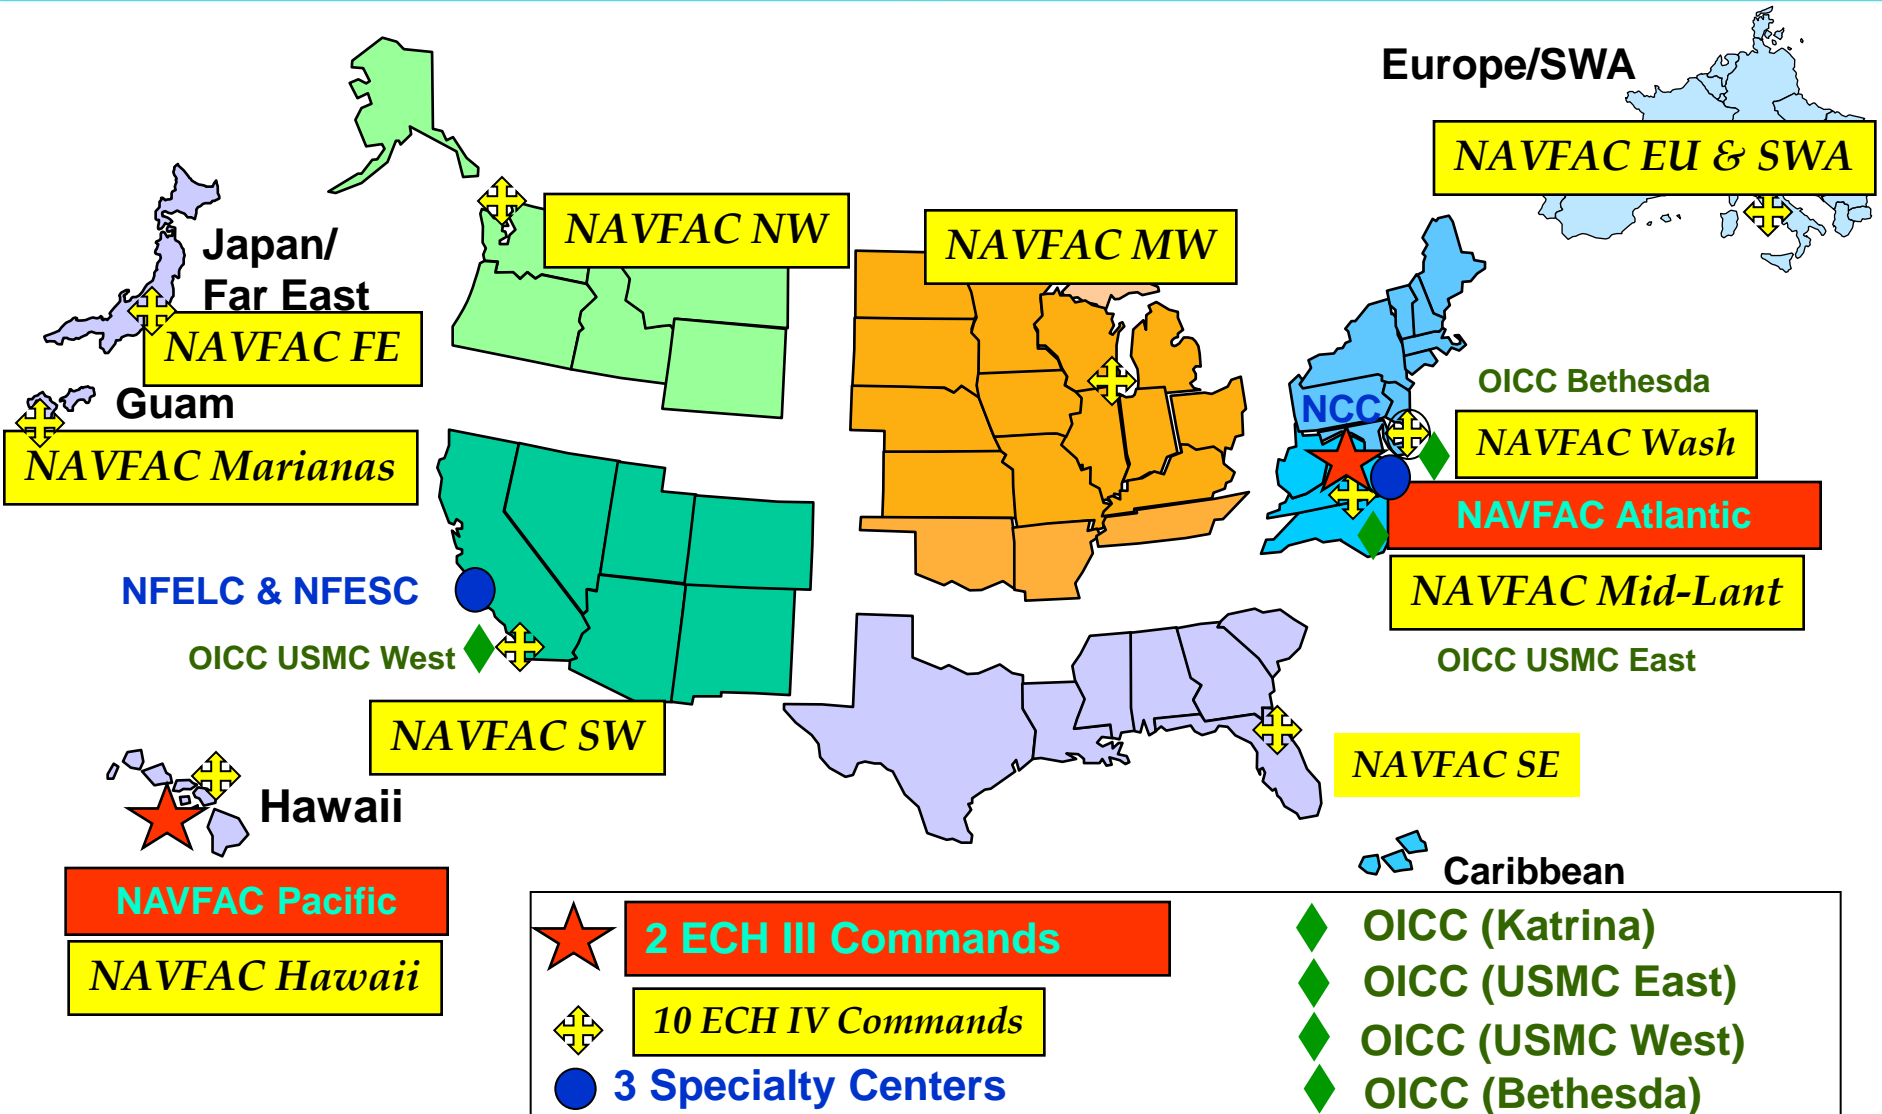 Europe/SWA
NAVFAC EU & SWA
NAVFAC NW
NAVFAC MW
Japan/
Far East
NAVFAC FE
Guam
NAVFAC Marianas
OICC Bethesda
NCC
NAVFAC Wash
NAVFAC Atlantic
NAVFAC Mid-Lant
OICC USMC East
NFELC & NFESC
OICC USMC West
NAVFAC SW
NAVFAC SE
Hawaii
NAVFAC Pacific
NAVFAC Hawaii
Caribbean
2 ECH III Commands
10 ECH IV Commands
3 Specialty Centers
OICC (Katrina)
OICC (USMC East)
OICC (USMC West)
OICC (Bethesda)